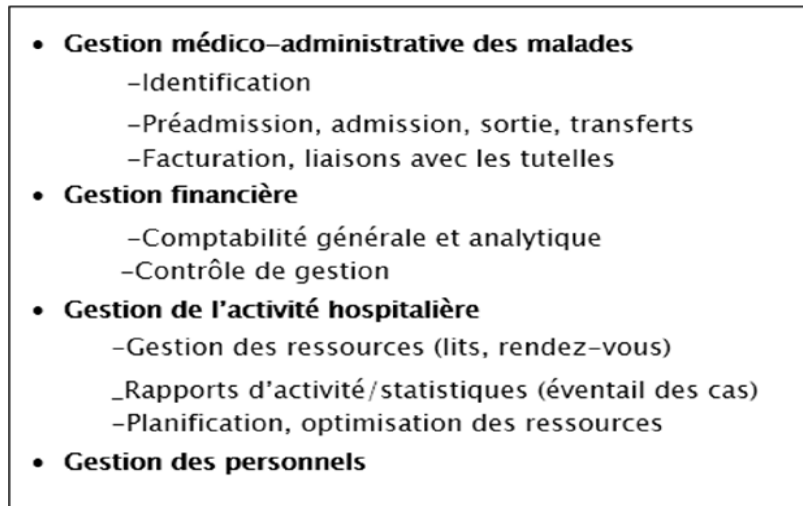 • Gestion médico-administrative des malades
-Identification
-Préadmission, admission, sortie, transferts
-Facturation, liaisons avec les tutelles
• Gestion financière
-Comptabilité générale et analytique
-Contrôle de gestion
• Gestion de l'activité hospitalière
-Gestion des ressources (lits, rendez-vous)
_Rapports d'activité/statistiques (éventail des cas)
-Planification, optimisation des ressources
• Gestion des personnels